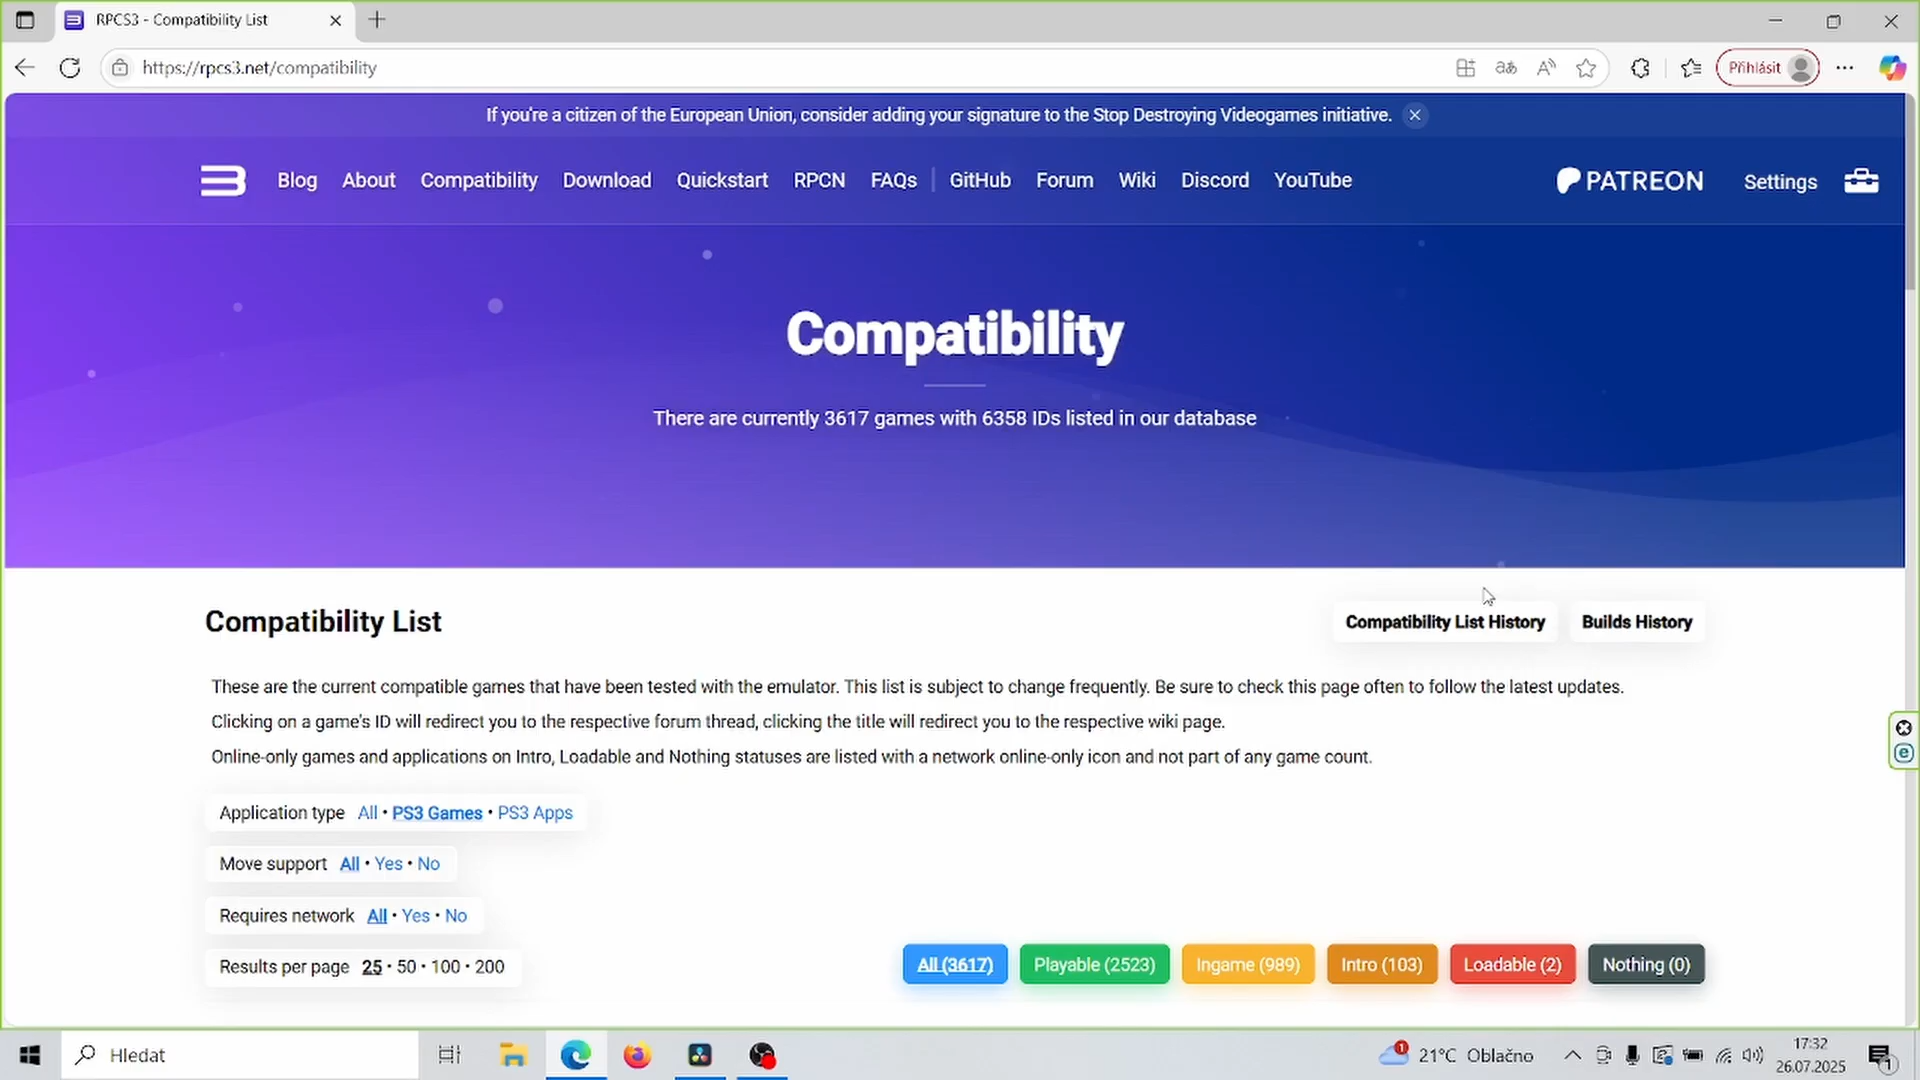 RPCS3 - Compatibility List
https://rpcs3.net/compatibility
Přihlásit
If you're a citizen of the European Union, consider adding your signature to the Stop Destroying Videogames initiative.
Blog About Compatibility Download Quickstart RPCN FAQs GitHub Forum Wiki Discord YouTube PATREON Settings
Compatibility
There are currently 3617 games with 6358 IDs listed in our database
Compatibility List
Compatibility List History
Builds History
These are the current compatible games that have been tested with the emulator. This list is subject to change frequently. Be sure to check this page often to follow the latest updates.
Clicking on a game's ID will redirect you to the respective forum thread, clicking the title will redirect you to the respective wiki page.
Online-only games and applications on Intro, Loadable and Nothing statuses are listed with a network online-only icon and not part of any game count.
Application type All • PS3 Games • PS3 Apps
Move support All • Yes • No
Requires network All • Yes • No
Results per page 25 • 50 • 100 • 200
All (3617) Playable (2523) Ingame (989) Intro (103) Loadable (2) Nothing (0)
Hledat
1
21°C Oblačno
17:32
26.07.2025
1